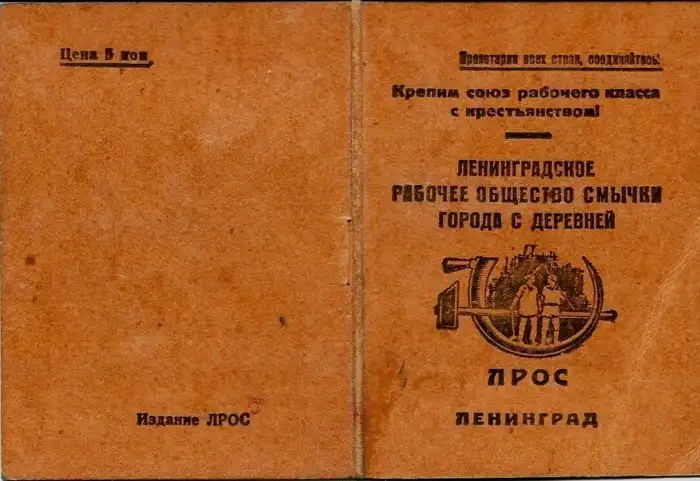 Цена 5 коп
Издание ЛРОС
Пролетарии всех стран, соединяйтесь!
Крепим союз рабочего класса
с крестьянством!
ЛЕНИНГРАДСКОЕ
РАБОЧЕЕ ОБЩЕСТВО СМЫЧКИ
ГОРОДА С ДЕРЕВНЕЙ
ЛРОС
ЛЕНИНГРАД